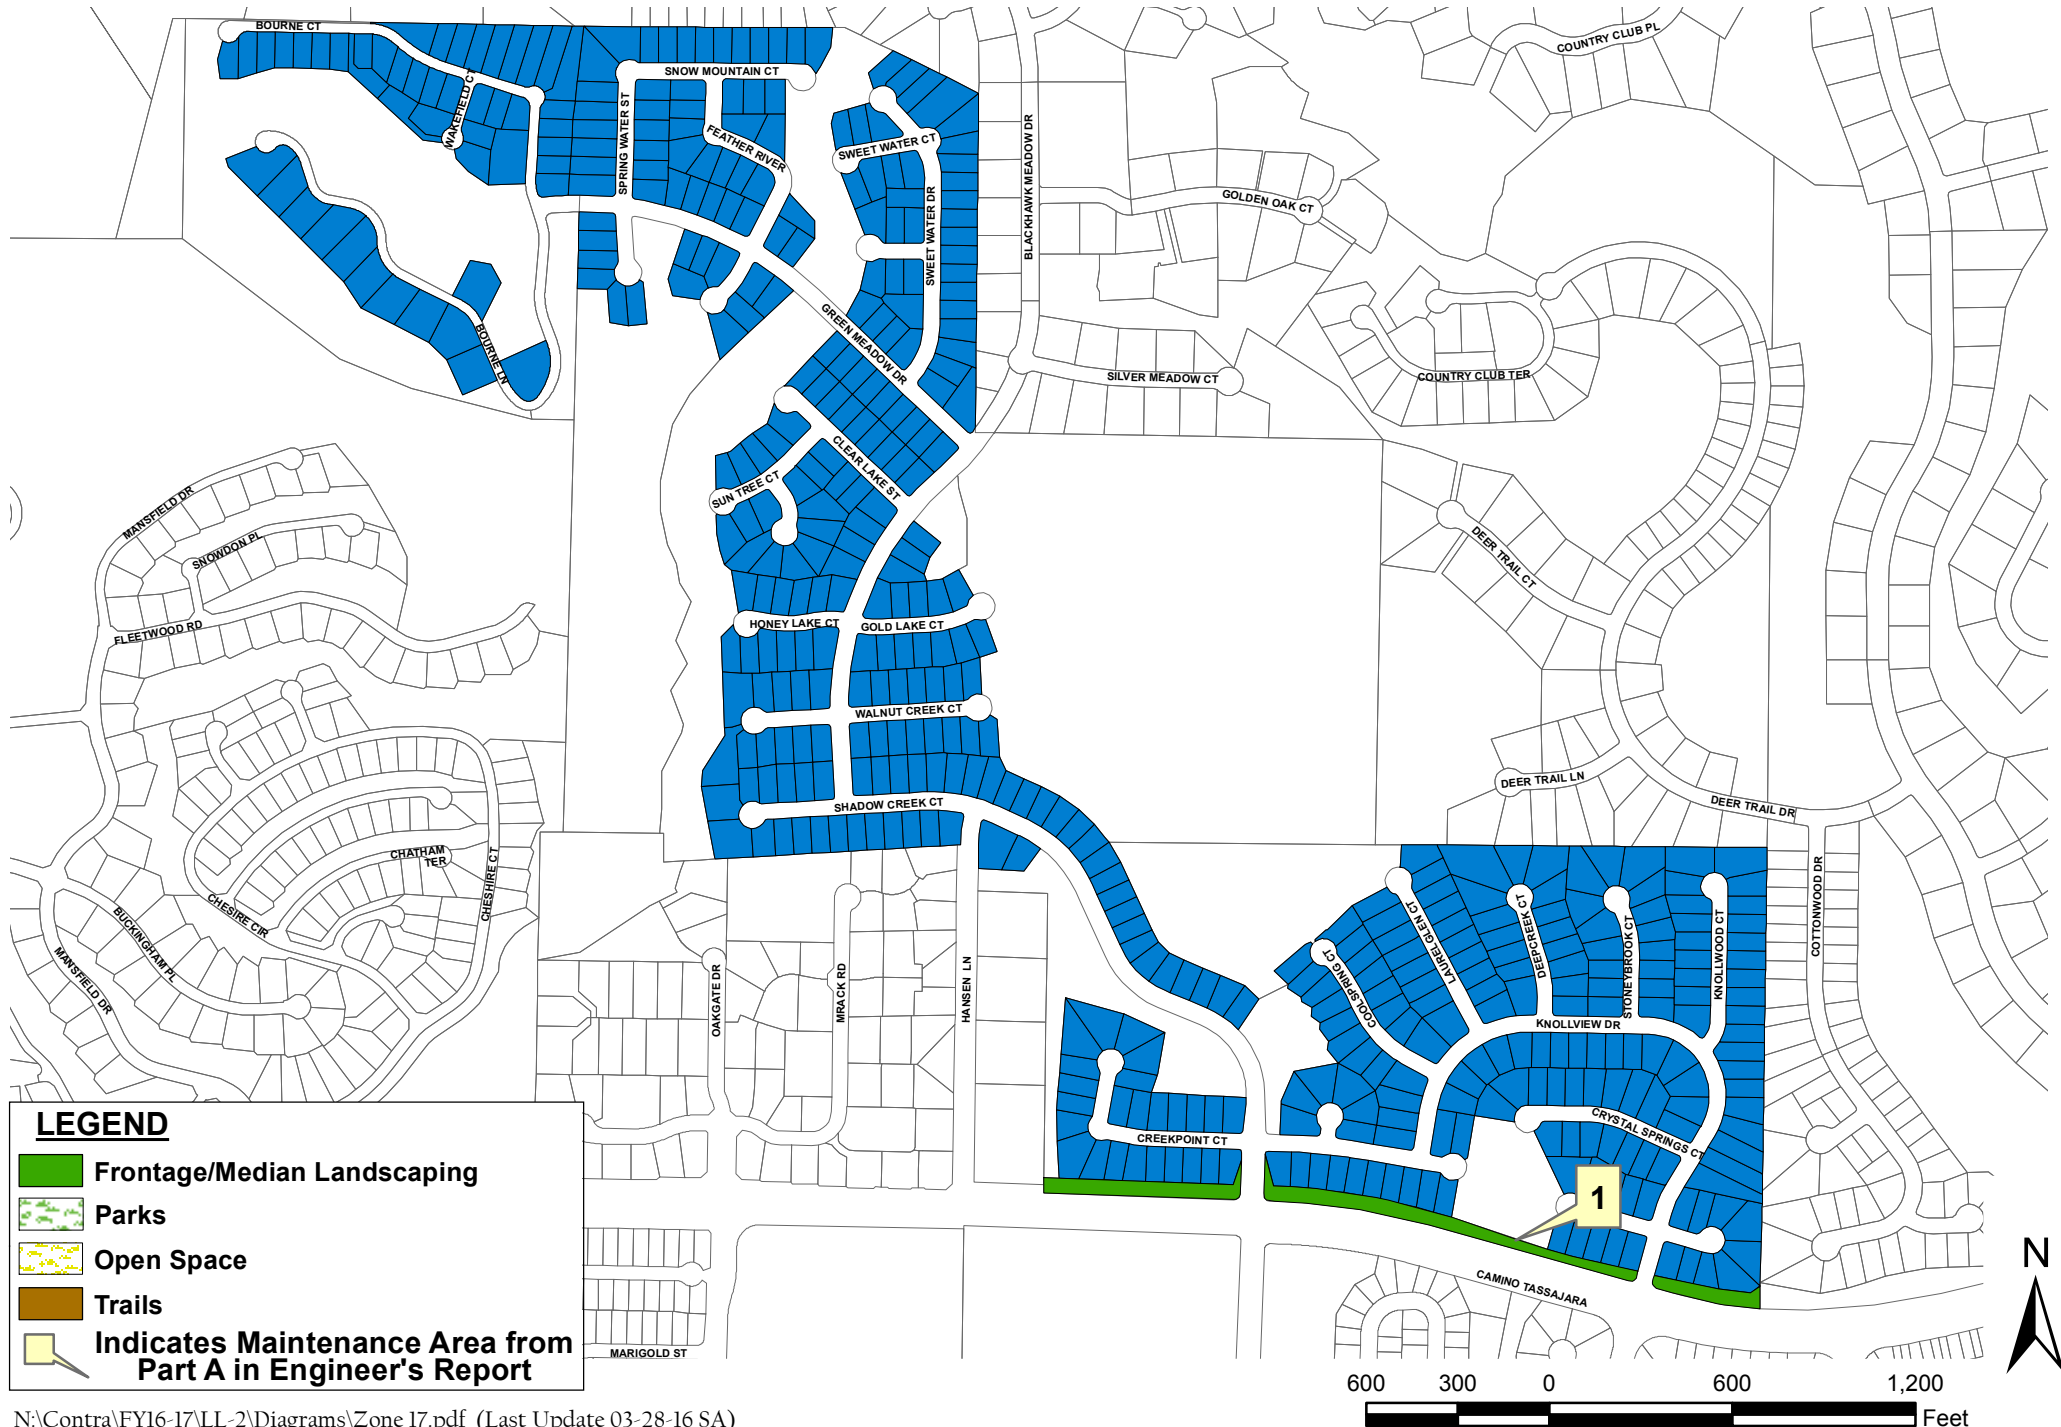 BOURNE CT
COUNTRY CLUB PL
SNOW MOUNTAIN CT
WAKEFIELD CT
SPRING WATER ST
FEATHER RIVER
SWEET WATER CT
BLACKHAWK MEADOW DR
SWEET WATER DR
GOLDEN OAK CT
GREEN MEADOW DR
BOURNE LN
SILVER MEADOW CT
COUNTRY CLUB TER
CLEAR LAKE ST
SUN TREE CT
MANSFIELD DR
SNOWDON PL
DEER TRAIL CT
FLEETWOOD RD
HONEY LAKE CT
GOLD LAKE CT
WALNUT CREEK CT
DEER TRAIL LN
SHADOW CREEK CT
DEER TRAIL DR
CHATHAM
TER
CHESHIRE CT
CHESIRE CIR
BUCKINGHAM PL
MANSFIELD DR
COTTONWOOD DR
LAURELGLEN CT
DEEPCREEK CT
STONEYBROOK CT
KNOLLWOOD CT
COOLSPRING CT
OAKGATE DR
MRACK RD
HANSEN LN
KNOLLVIEW DR
CRYSTAL SPRINGS CT
CREEKPOINT CT
1
CAMINO TASSAJARA
MARIGOLD ST
LEGEND
Frontage/Median Landscaping
Parks
Open Space
Trails
Indicates Maintenance Area from
Part A in Engineer's Report
N
600 300 0 600 1,200
Feet
N:\Contra\FY16-17\LL-2\Diagrams\Zone 17.pdf (Last Update 03-28-16 SA)